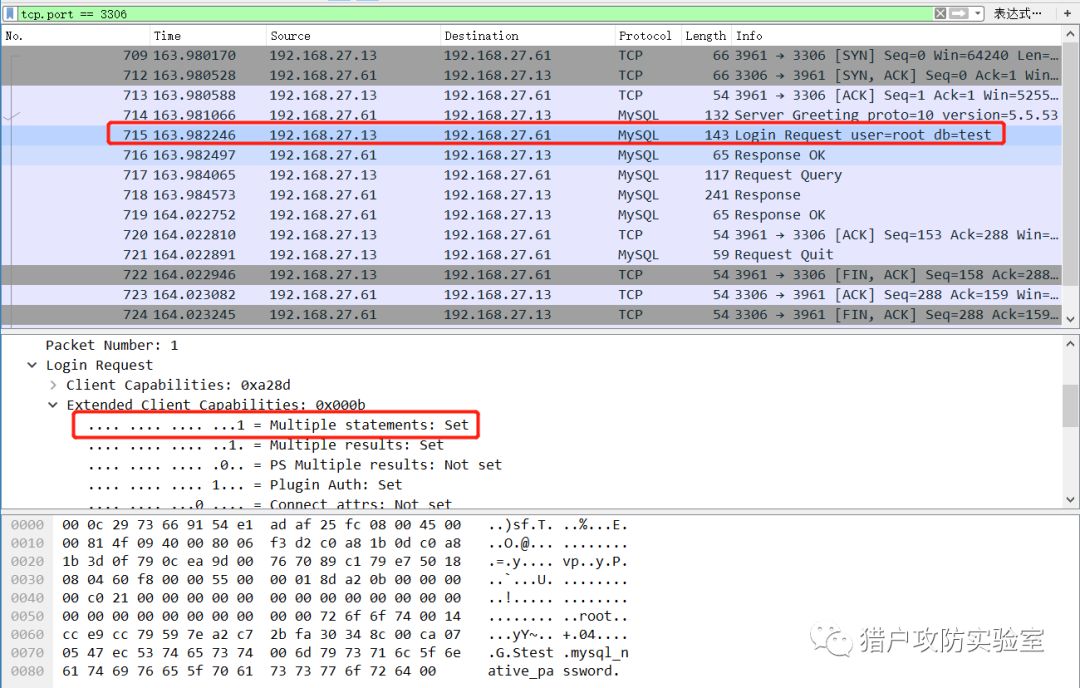 tcp.port == 3306 表达式… +
No. Time Source Destination Protocol Length Info
709 163.980170 192.168.27.13 192.168.27.61 TCP 66 3961 → 3306 [SYN] Seq=0 Win=64240 Len=…
712 163.980528 192.168.27.61 192.168.27.13 TCP 66 3306 → 3961 [SYN, ACK] Seq=0 Ack=1 Win…
713 163.980588 192.168.27.13 192.168.27.61 TCP 54 3961 → 3306 [ACK] Seq=1 Ack=1 Win=5255…
714 163.981066 192.168.27.61 192.168.27.13 MySQL 132 Server Greeting proto=10 version=5.5.53
715 163.982246 192.168.27.13 192.168.27.61 MySQL 143 Login Request user=root db=test
716 163.982497 192.168.27.61 192.168.27.13 MySQL 65 Response OK
717 163.984065 192.168.27.13 192.168.27.61 MySQL 117 Request Query
718 163.984573 192.168.27.61 192.168.27.13 MySQL 241 Response
719 164.022752 192.168.27.61 192.168.27.13 MySQL 65 Response OK
720 164.022810 192.168.27.13 192.168.27.61 TCP 54 3961 → 3306 [ACK] Seq=153 Ack=288 Win=…
721 164.022891 192.168.27.13 192.168.27.61 MySQL 59 Request Quit
722 164.022946 192.168.27.13 192.168.27.61 TCP 54 3961 → 3306 [FIN, ACK] Seq=158 Ack=288…
723 164.023082 192.168.27.61 192.168.27.13 TCP 54 3306 → 3961 [ACK] Seq=288 Ack=159 Win=…
724 164.023245 192.168.27.61 192.168.27.13 TCP 54 3306 → 3961 [FIN, ACK] Seq=288 Ack=159…
Packet Number: 1
Login Request
Client Capabilities: 0xa28d
Extended Client Capabilities: 0x000b
.... .... .... ...1 = Multiple statements: Set
.... .... .... ..1. = Multiple results: Set
.... .... .... .0.. = PS Multiple results: Not set
.... .... .... 1... = Plugin Auth: Set
.... .... ...0 .... = Connect attrs: Not set
0000 00 0c 29 73 66 91 54 e1 ad af 25 fc 08 00 45 00 ..)sf.T. ..%...E.
0010 00 81 4f 09 40 00 80 06 f3 d2 c0 a8 1b 0d c0 a8 ..O.@... ........
0020 1b 3d 0f 79 0c ea 9d 00 76 70 89 c1 79 e7 50 18 .=.y.... vp..y.P.
0030 08 04 60 f8 00 00 55 00 00 01 8d a2 0b 00 00 00 ..`...U. ........
0040 00 c0 21 00 00 00 00 00 00 00 00 00 00 00 00 00 ..!..... ........
0050 00 00 00 00 00 00 00 00 00 00 72 6f 6f 74 00 14 ........ ..root..
0060 cc e9 cc 79 59 7e a2 c7 2b fa 30 34 8c 00 ca 07 ...yY~.. +.04....
0070 05 47 ec 53 74 65 73 74 00 6d 79 73 71 6c 5f 6e .G.Stest .mysql_n
0080 61 74 69 76 65 5f 70 61 73 73 77 6f 72 64 00 ative_pa ssword.
猎户攻防实验室